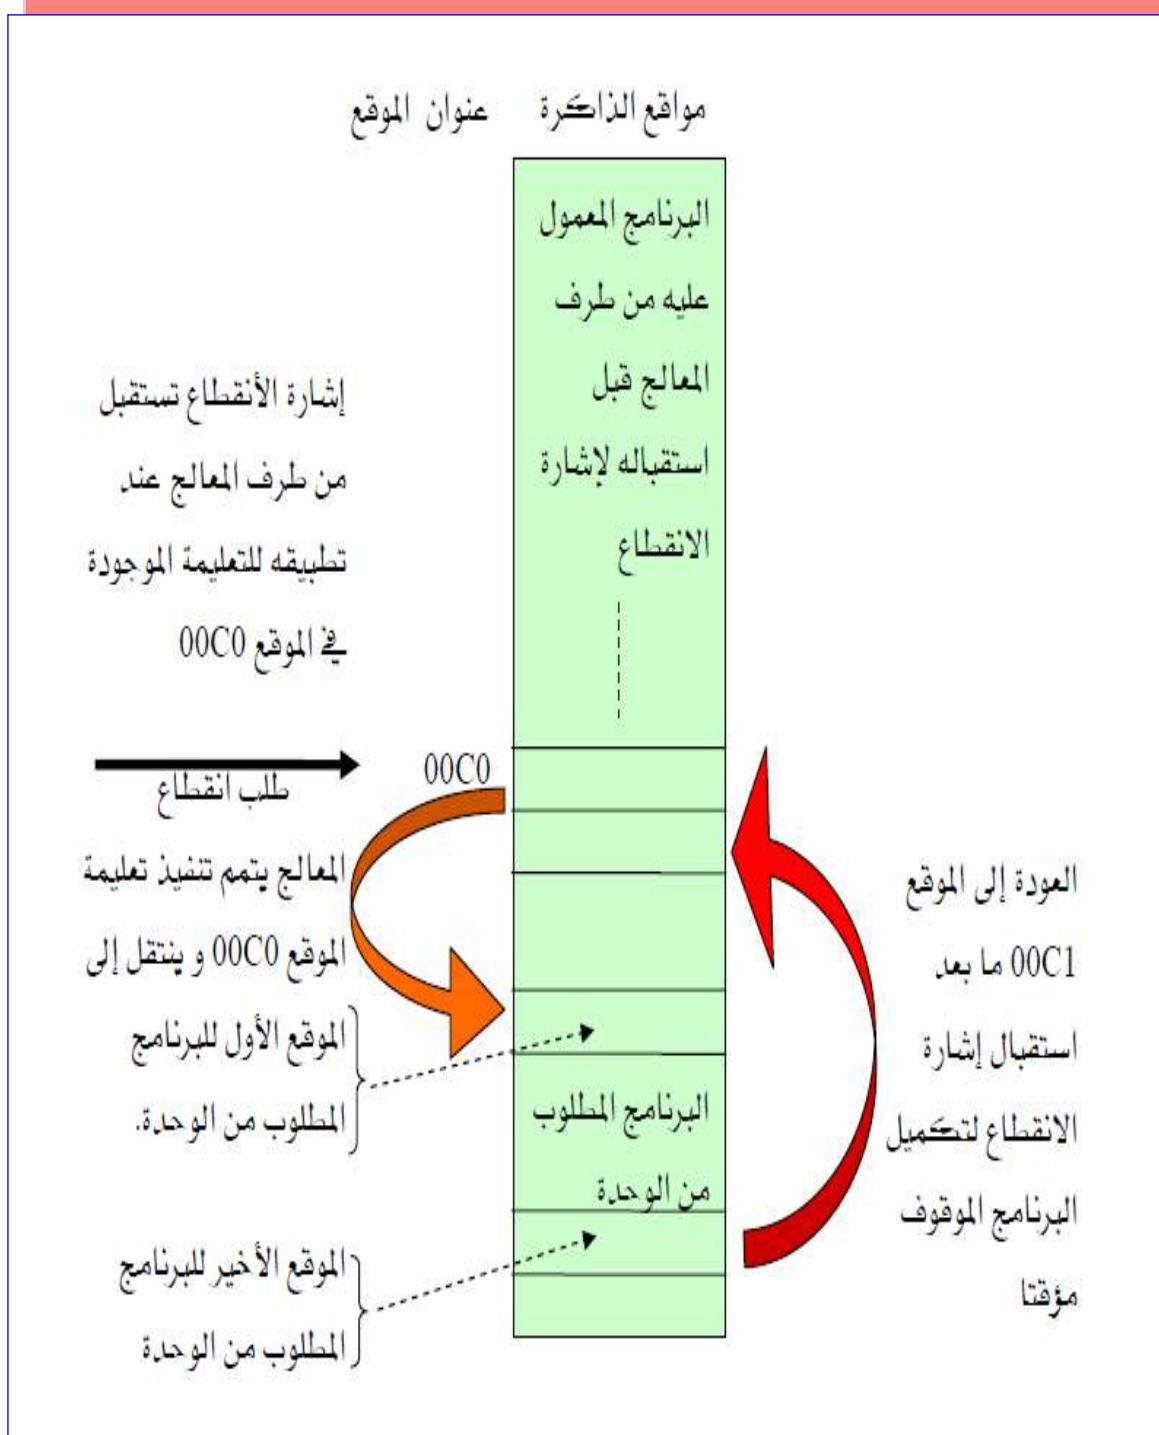 مواقع الذاكرة
عنوان الموقع
البرنامج المعمول
عليه من طرف
المعالج قبل
استقباله لإشارة
الانقطاع
إشارة الأنقطاع تستقبل
من طرف المعالج عند
تطبيقه للتعليمة الموجودة
في الموقع 00C0
00C0
طلب انقطاع
المعالج يتمم تنفيذ تعليمة
الموقع 00C0 و ينتقل إلى
الموقع الأول للبرنامج
المطلوب من الوحدة.
العودة إلى الموقع
00C1 ما بعد
استقبال إشارة
الانقطاع لتكميل
البرنامج الموقوف
مؤقتا
البرنامج المطلوب
من الوحدة
الموقع الأخير للبرنامج
المطلوب من الوحدة